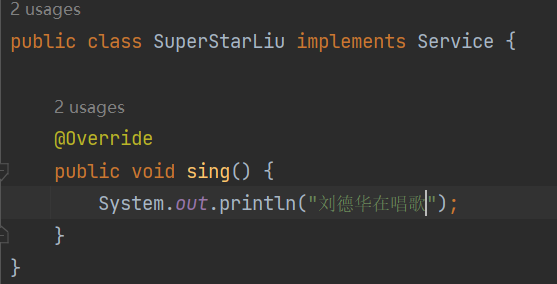 2 usages
public class SuperStarLiu implements Service {
2 usages
@Override
public void sing() {
System.out.println("刘德华在唱歌");
}
}